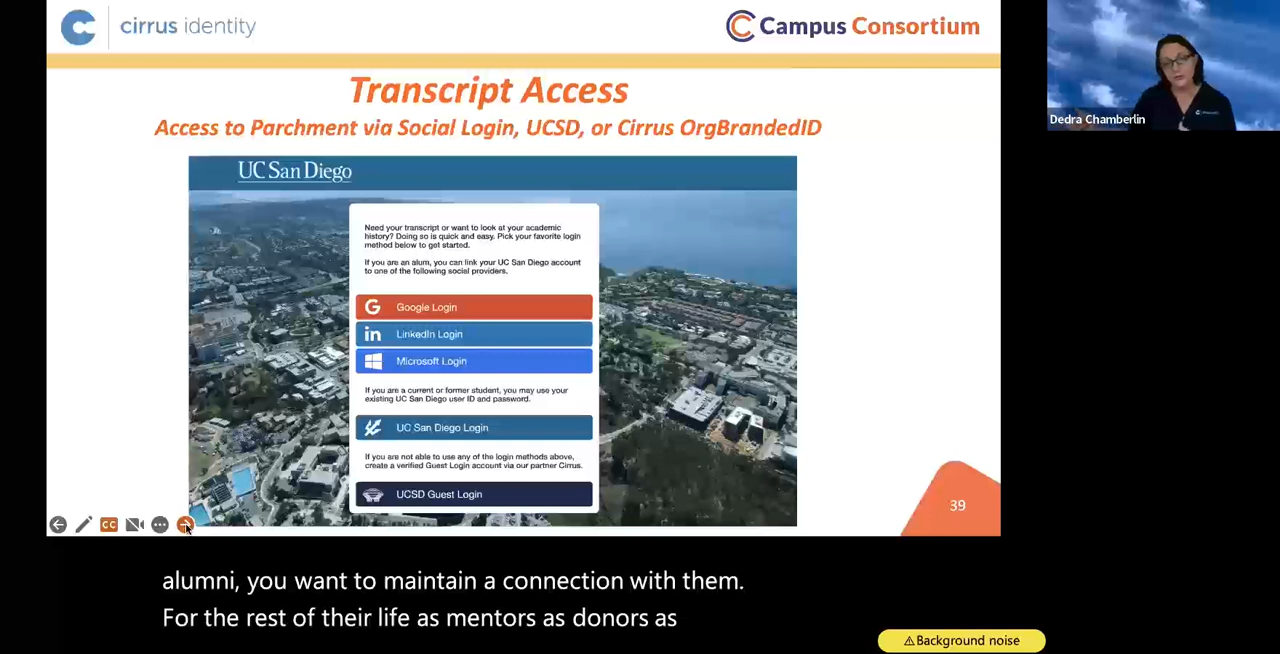 cirrus identity
Campus Consortium
Transcript Access
Access to Parchment via Social Login, UCSD, or Cirrus OrgBrandedID
Dedra Chamberlin
UC San Diego
Need your transcript or want to look at your academic
history? Doing so is quick and easy. Pick your favorite login
method below to get started.
If you are an alum, you can link your UC San Diego account
to one of the following social providers.
G Google Login
in LinkedIn Login
Microsoft Login
If you are a current or former student, you may use your
existing UC San Diego user ID and password.
UC San Diego Login
If you are not able to use any of the login methods above,
create a verified Guest Login account via our partner Cirrus.
UCSD Guest Login
39
CC
alumni, you want to maintain a connection with them.
For the rest of their life as mentors as donors as
Background noise